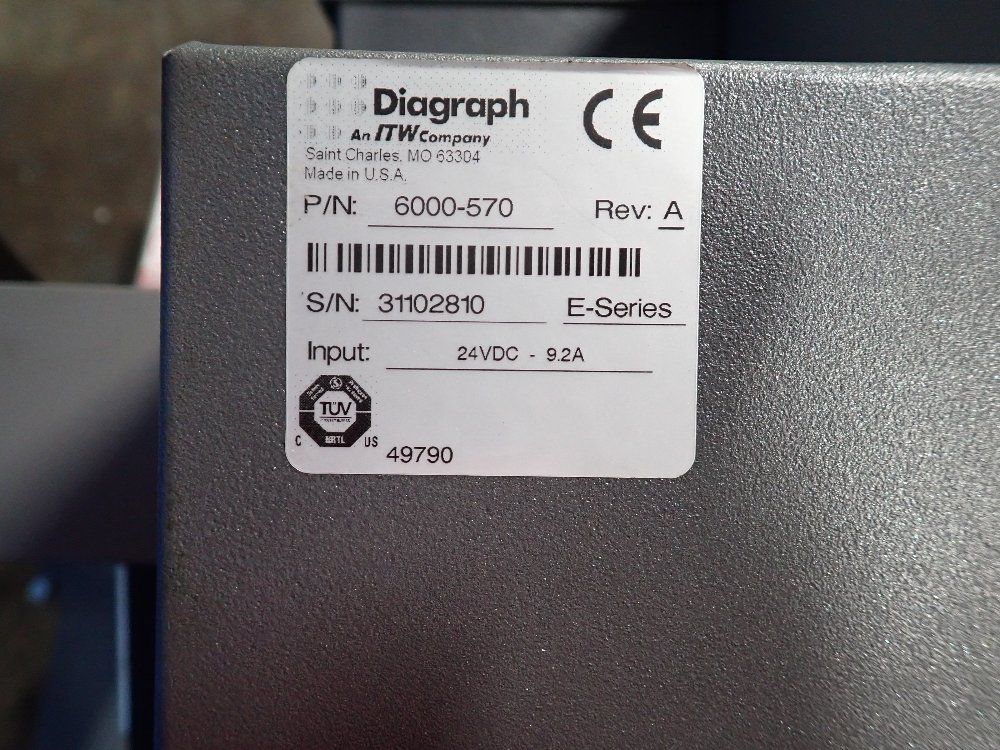 Diagraph
An ITW Company
Saint Charles, MO 63304
Made in U.S.A.
CE
P/N: 6000-570 Rev: A
S/N: 31102810 E-Series
Input: 24VDC - 9.2A
TÜV
NRTL
C US
49790